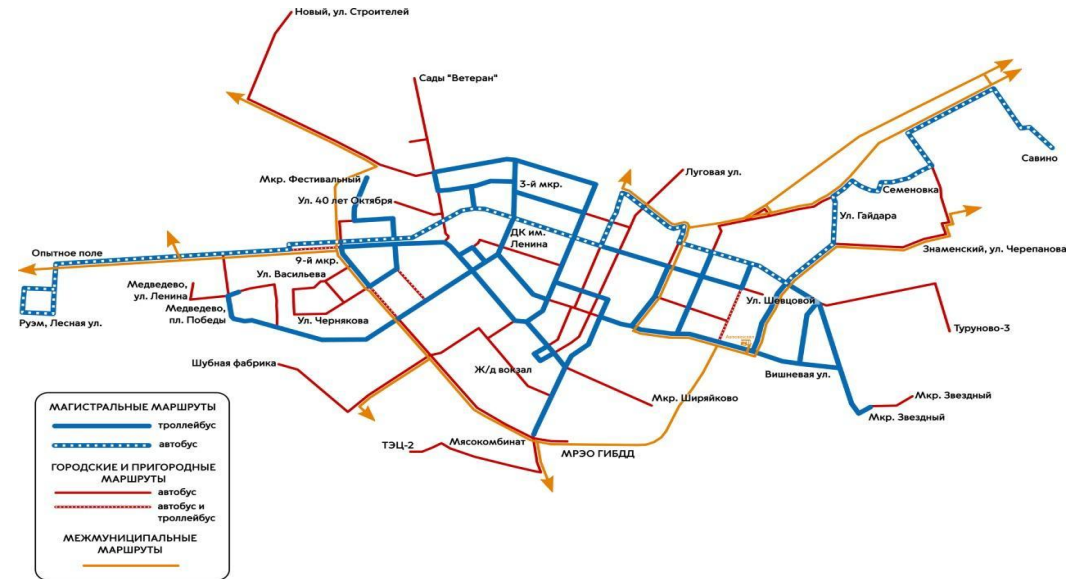 Новый, ул. Строителей
Сады "Ветеран"
Мкр. Фестивальный
3-й мкр.
Луговая ул.
Савино
Ул. 40 лет Октября
Семеновка
Ул. Гайдара
ДК им.
Ленина
Знаменский, ул. Черепанова
Опытное поле
9-й мкр.
Ул. Васильева
Медведево,
ул. Ленина
Медведево,
пл. Победы
Ул. Чернякова
Ул. Шевцовой
Руэм, Лесная ул.
Туруново-3
Шубная фабрика
Ж/д вокзал
Вишневая ул.
Мкр. Ширяйково
Мкр. Звездный
Мкр. Звездный
ТЭЦ-2
Мясокомбинат
МРЭО ГИБДД
МАГИСТРАЛЬНЫЕ МАРШРУТЫ
троллейбус
автобус
ГОРОДСКИЕ И ПРИГОРОДНЫЕ
МАРШРУТЫ
автобус
автобус и
троллейбус
МЕЖМУНИЦИПАЛЬНЫЕ
МАРШРУТЫ